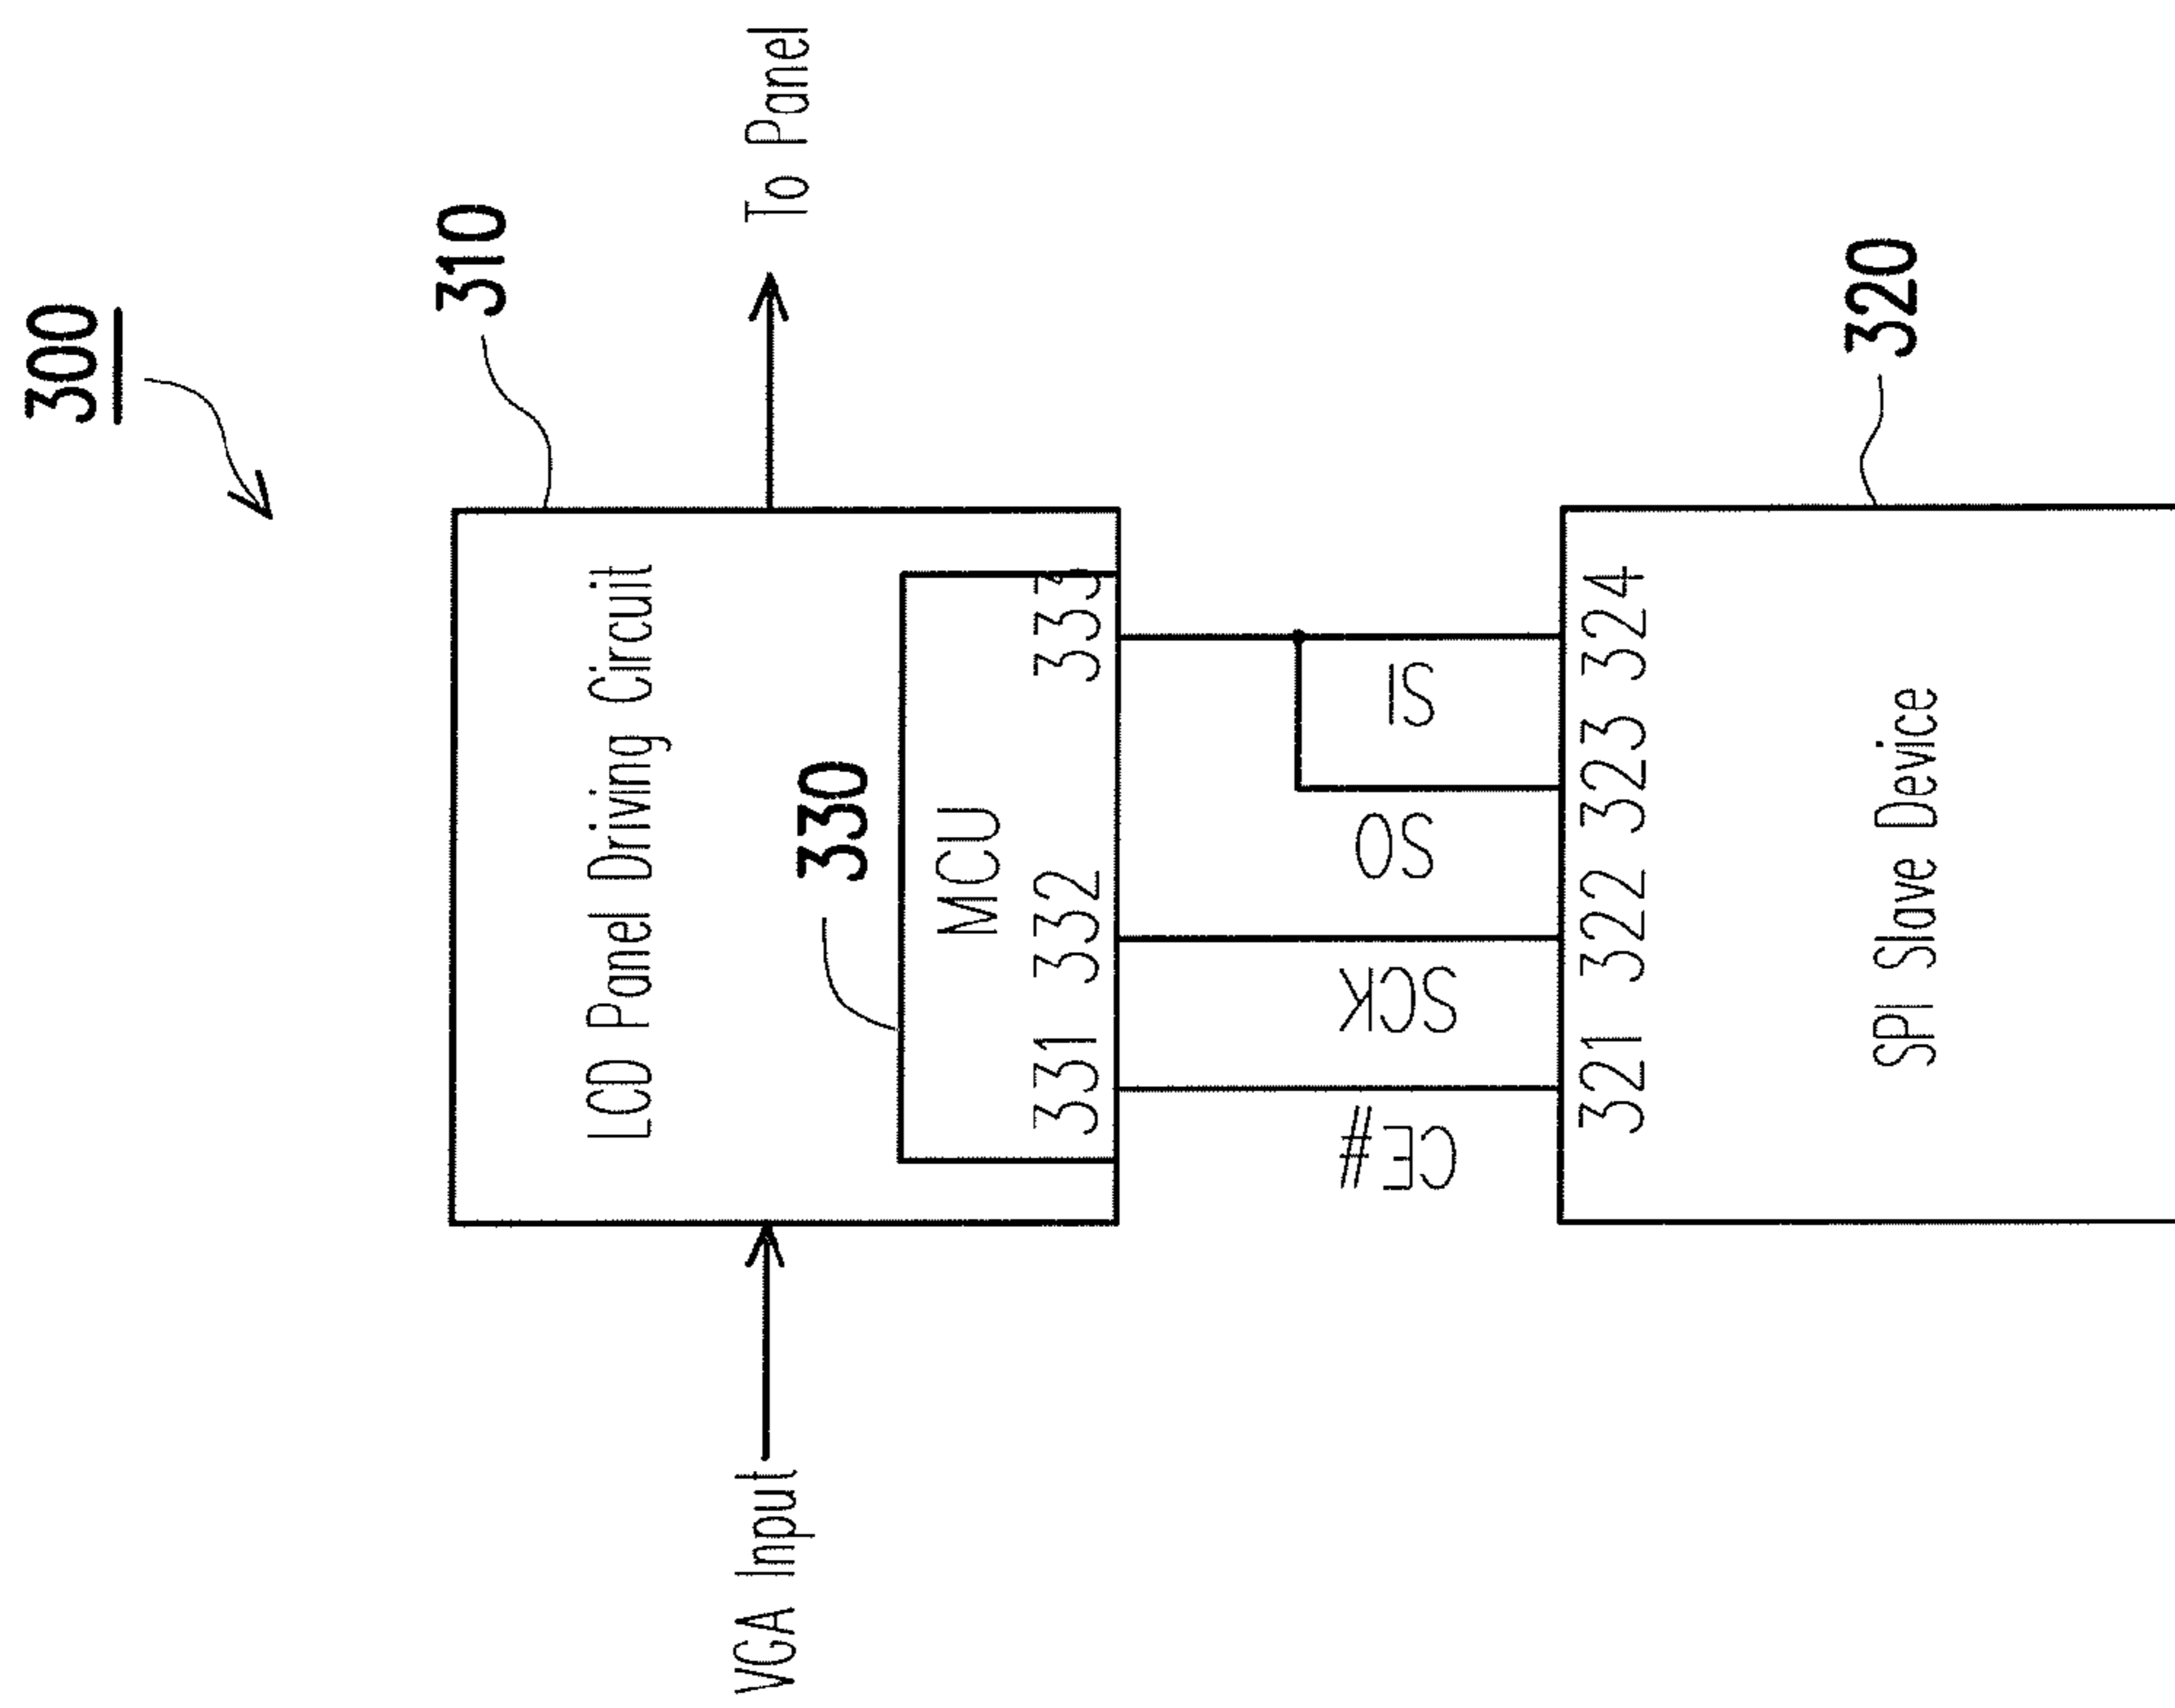 300
310
LCD Panel Driving Circuit
VGA Input
To Panel
330
MCU
331 332 333
CE#
SCK
SO
SI
321 322 323 324
320
SPI Slave Device